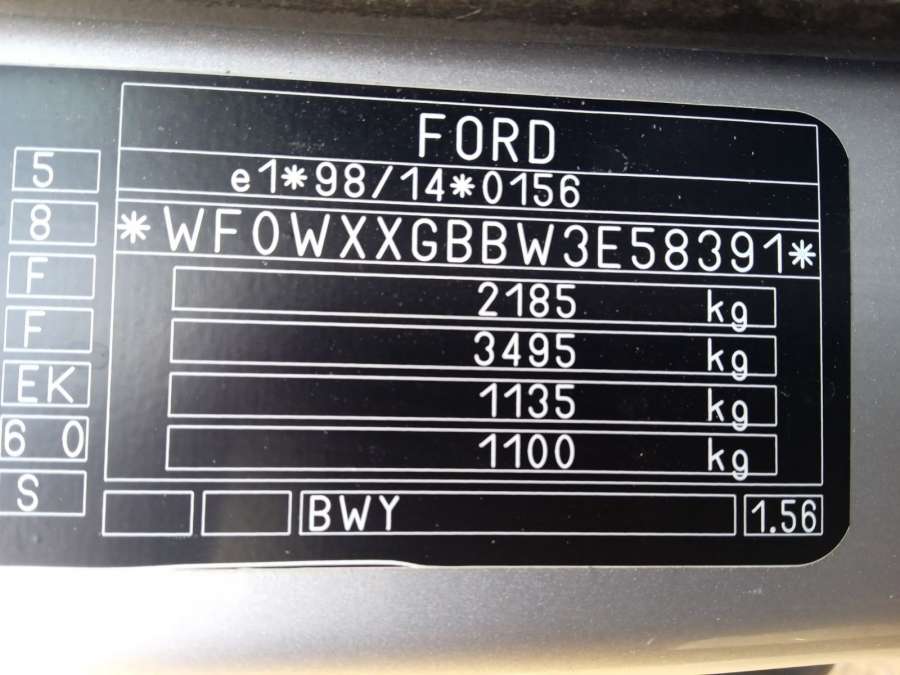 FORD
e1*98/14*0156
*WF0WXXGBBW3E58391*
2185 kg
3495 kg
1135 kg
1100 kg
5
8
F
F
EK
6 0
S
BWY
1.56